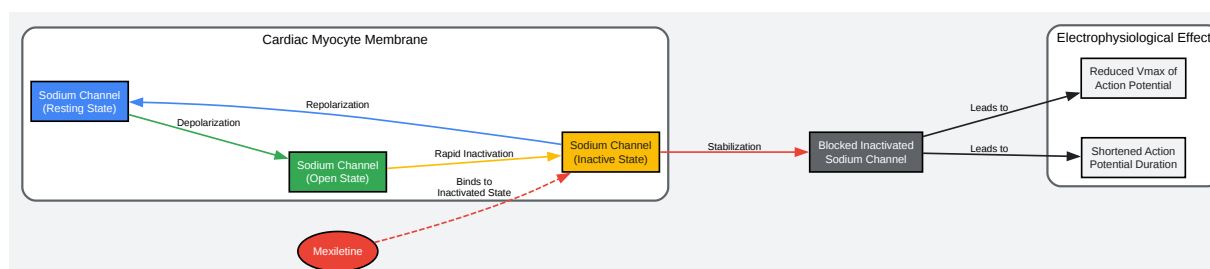 Cardiac Myocyte Membrane
Electrophysiological Effect
Sodium Channel
(Resting State)
Repolarization
Depolarization
Sodium Channel
(Open State)
Rapid Inactivation
Sodium Channel
(Inactive State)
Binds to
Inactivated State
Mexiletine
Stabilization
Blocked Inactivated
Sodium Channel
Leads to
Leads to
Reduced Vmax of
Action Potential
Shortened Action
Potential Duration